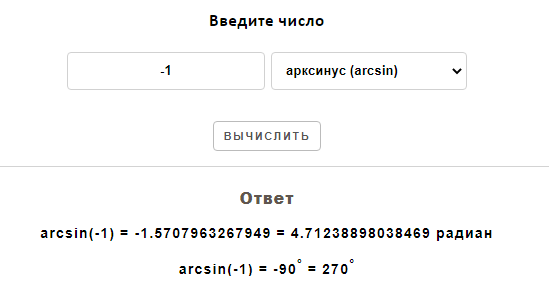 Введите число
-1
арксинус (arcsin)
ВЫЧИСЛИТЬ
Ответ
arcsin(-1) = -1.5707963267949 = 4.71238898038469 радиан
arcsin(-1) = -90° = 270°